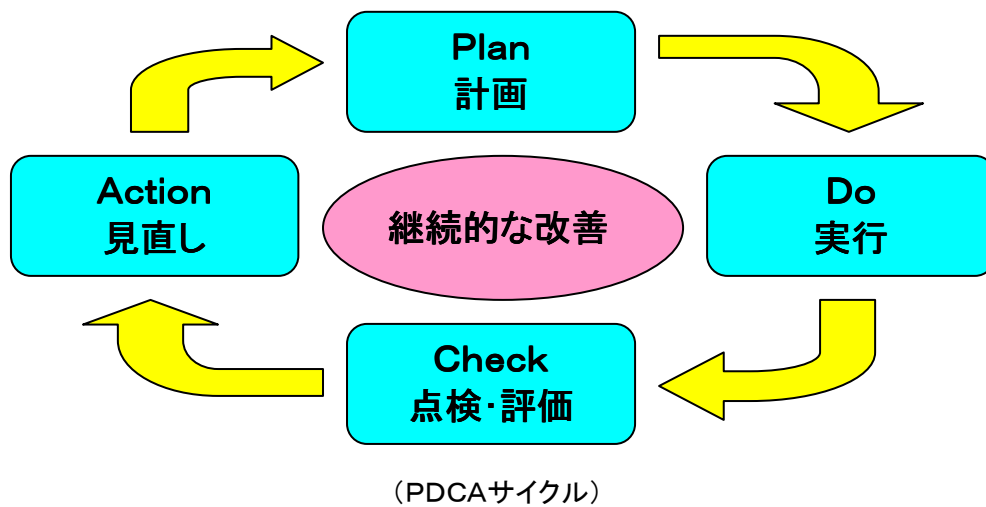 Plan
計画
Action
見直し
継続的な改善
Do
実行
Check
点検・評価
（PDCAサイクル）